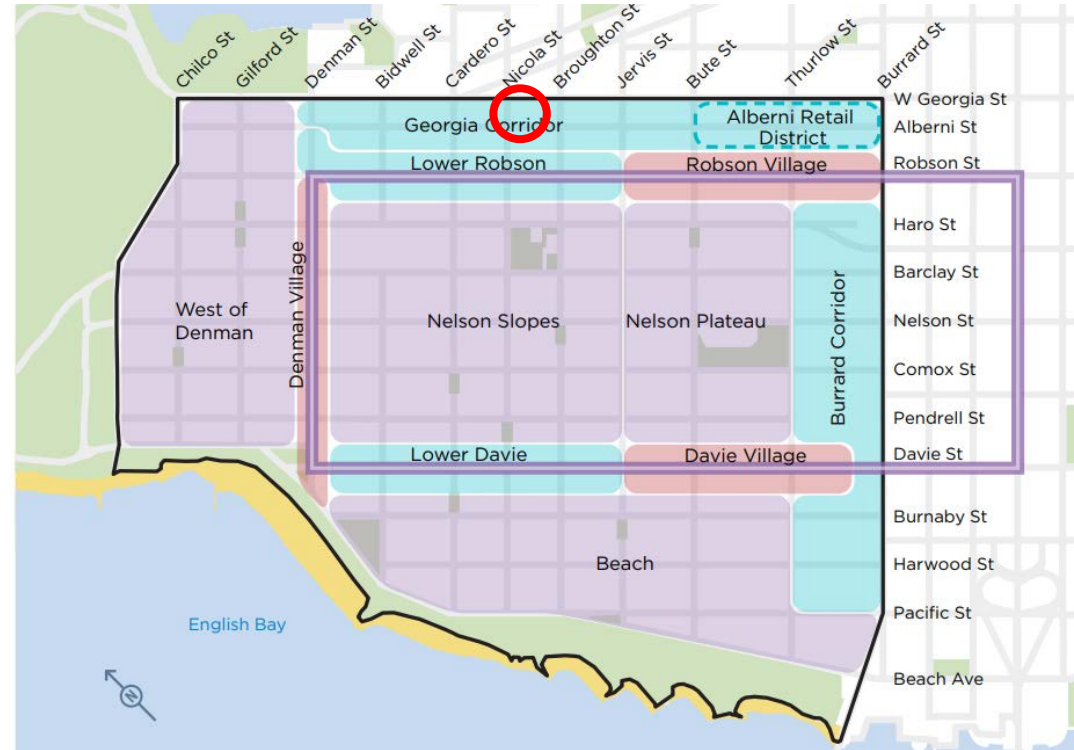 Chilco St
Gilford St
Denman St
Bidwell St
Cardero St
Nicola St
Broughton St
Jervis St
Bute St
Thurlow St
Burrard St
W Georgia St
Georgia Corridor
Alberni Retail
District
Alberni St
Lower Robson
Robson Village
Robson St
Haro St
Barclay St
Denman Village
West of
Denman
Nelson Slopes
Nelson Plateau
Burrard Corridor
Nelson St
Comox St
Pendrell St
Lower Davie
Davie Village
Davie St
Burnaby St
Beach
Harwood St
Pacific St
English Bay
Beach Ave
N